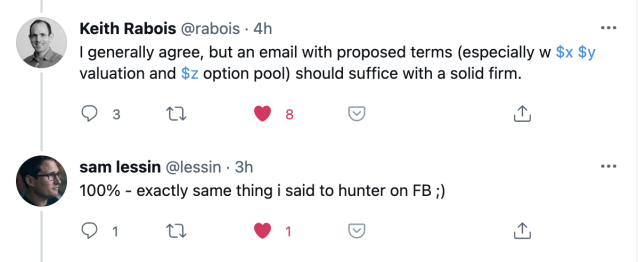 Keith Rabois @rabois · 4h
I generally agree, but an email with proposed terms (especially w $x $y
valuation and $z option pool) should suffice with a solid firm.
3 8
sam lessin @lessin · 3h
100% - exactly same thing i said to hunter on FB ;)
1 1